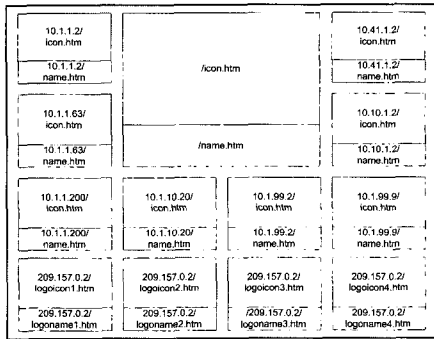 10.1.1.2/
icon.htm
10.1.1.2/
name.htm
/icon.htm
/name.htm
10.41.1.2/
icon.htm
10.41.1.2/
name.htm
10.1.1.63/
icon.htm
10.1.1.63/
name.htm
10.10.1.2/
icon.htm
10.10.1.2/
name.htm
10.1.1.200/
icon.htm
10.1.1.200/
name.htm
10.1.10.20/
icon.htm
10.1.10.20/
name.htm
10.1.99.2/
icon.htm
10.1.99.2/
name.htm
10.1.99.9/
icon.htm
10.1.99.9/
name.htm
209.157.0.2/
logoicon1.htm
209.157.0.2/
logoname1.htm
209.157.0.2/
logoicon2.htm
209.157.0.2/
logoname2.htm
209.157.0.2/
logoicon3.htm
/209.157.0.2/
logoname3.htm
209.157.0.2/
logoicon4.htm
209.157.0.2/
logoname4.htm